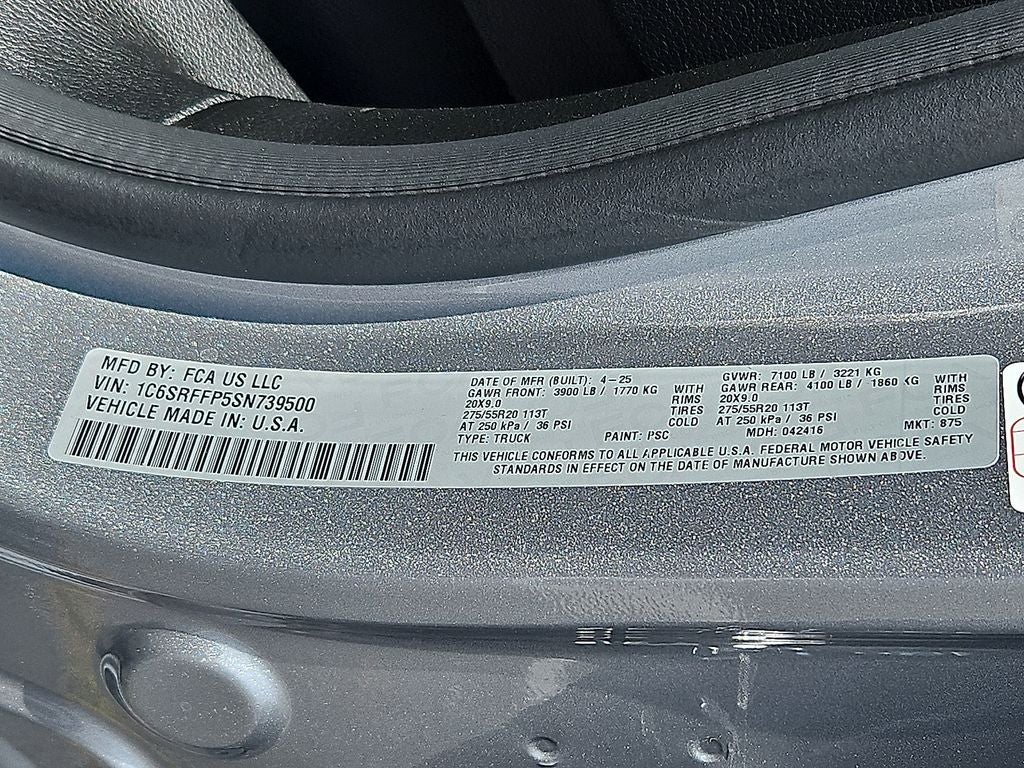 MFD BY: FCA US LLC
VIN: 1C6SRFFP5SN739500
VEHICLE MADE IN: U.S.A.
DATE OF MFR (BUILT): 4-25
GAWR FRONT: 3900 LB / 1770 KG WITH
20X9.0 RIMS
275/55R20 113T TIRES
AT 250 kPa / 36 PSI COLD
TYPE: TRUCK PAINT: PSC
GVWR: 7100 LB / 3221 KG
GAWR REAR: 4100 LB / 1860 KG WITH
20X9.0 RIMS
275/55R20 113T TIRES
AT 250 kPa / 36 PSI COLD
MDH: 042416 MKT: 875
THIS VEHICLE CONFORMS TO ALL APPLICABLE U.S.A. FEDERAL MOTOR VEHICLE SAFETY
STANDARDS IN EFFECT ON THE DATE OF MANUFACTURE SHOWN ABOVE.